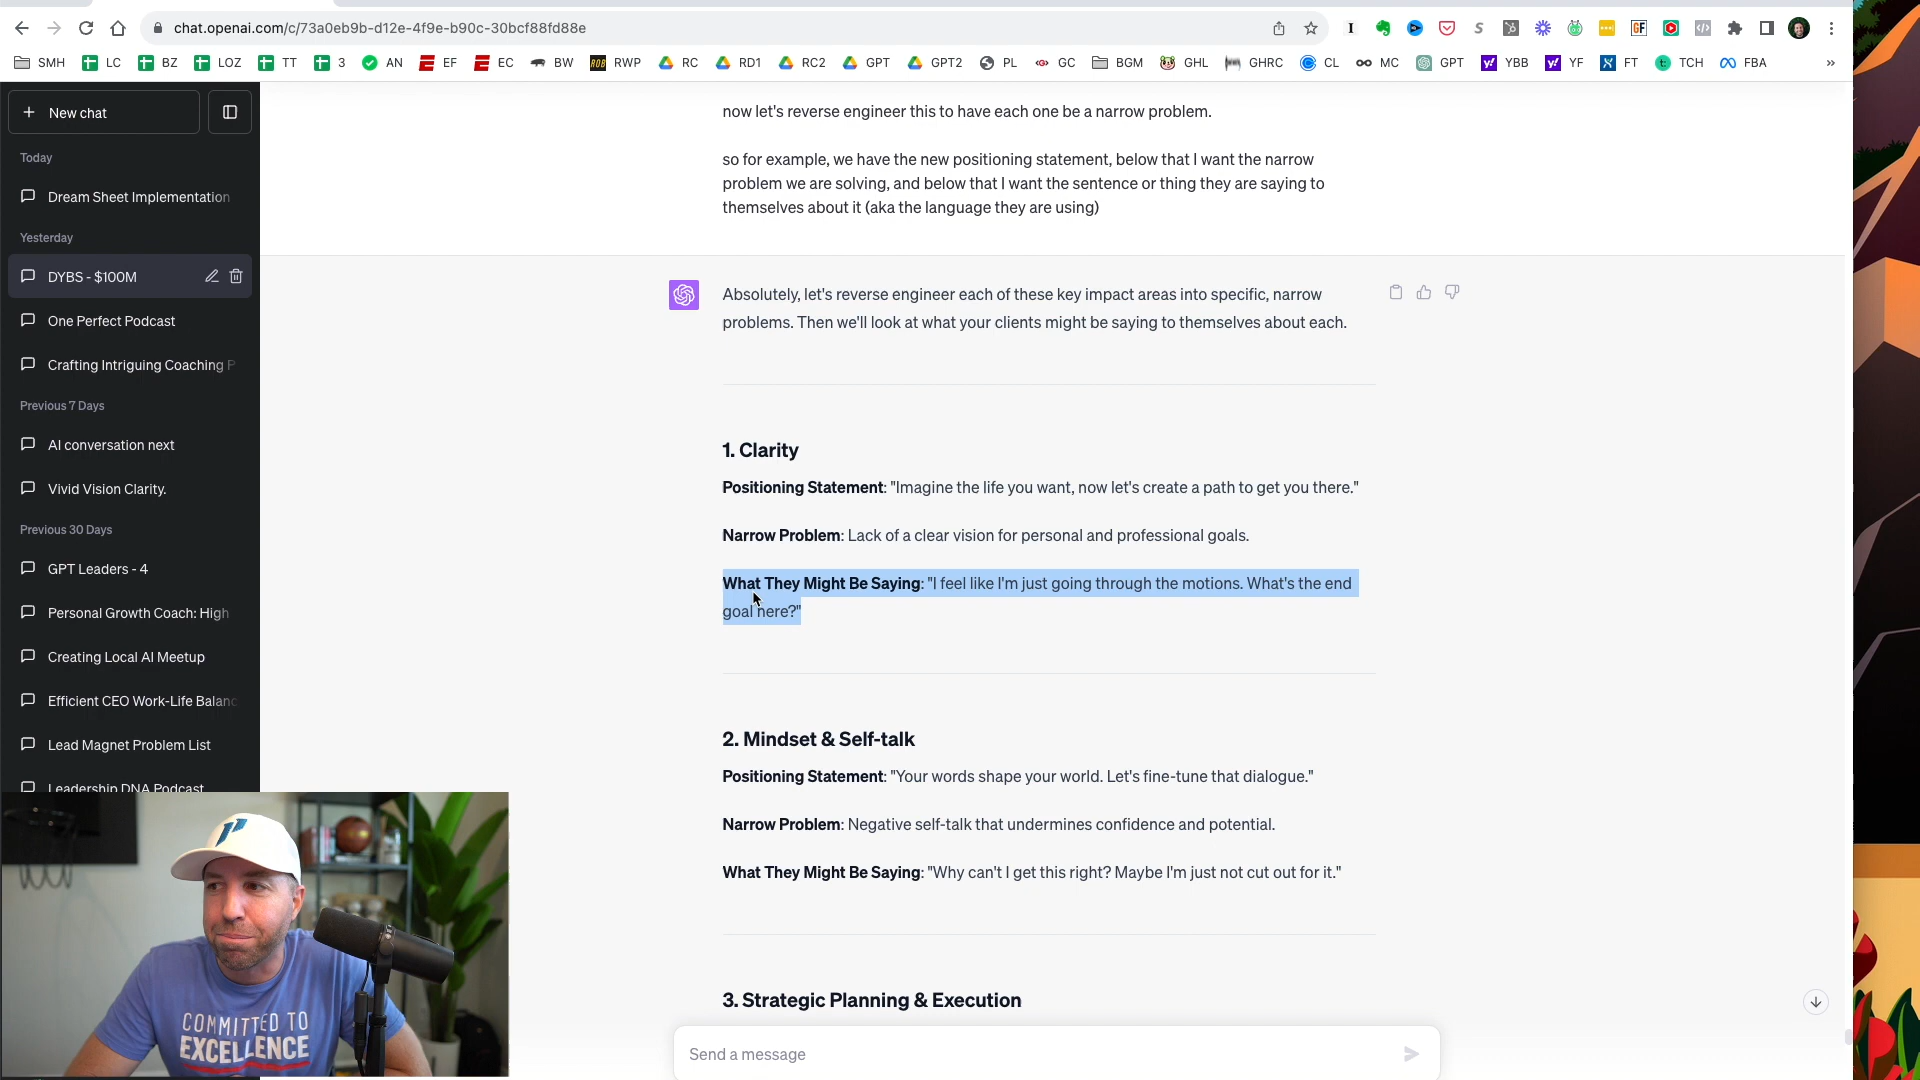 chat.openai.com/c/73a0eb9b-d12e-4f9e-b90c-30bcf88fd88e
SMH LC BZ LOZ TT 3 AN EF EC BW RWP RC RD1 RC2 GPT GPT2 PL GC BGM GHL GHRC CL MC GPT YBB YF FT TCH FBA »
+ New chat
Today
Dream Sheet Implementation
Yesterday
DYBS - $100M
One Perfect Podcast
Crafting Intriguing Coaching P
Previous 7 Days
AI conversation next
Vivid Vision Clarity.
Previous 30 Days
GPT Leaders - 4
Personal Growth Coach: High
Creating Local AI Meetup
Efficient CEO Work-Life Balanc
Lead Magnet Problem List
Leadership DNA Podcast
now let's reverse engineer this to have each one be a narrow problem.
so for example, we have the new positioning statement, below that I want the narrow
problem we are solving, and below that I want the sentence or thing they are saying to
themselves about it (aka the language they are using)
Absolutely, let's reverse engineer each of these key impact areas into specific, narrow
problems. Then we'll look at what your clients might be saying to themselves about each.
1. Clarity
Positioning Statement: "Imagine the life you want, now let's create a path to get you there."
Narrow Problem: Lack of a clear vision for personal and professional goals.
What They Might Be Saying: "I feel like I'm just going through the motions. What's the end
goal here?"
2. Mindset & Self-talk
Positioning Statement: "Your words shape your world. Let's fine-tune that dialogue."
Narrow Problem: Negative self-talk that undermines confidence and potential.
What They Might Be Saying: "Why can't I get this right? Maybe I'm just not cut out for it."
3. Strategic Planning & Execution
Send a message
COMMITTED TO
EXCELLENCE